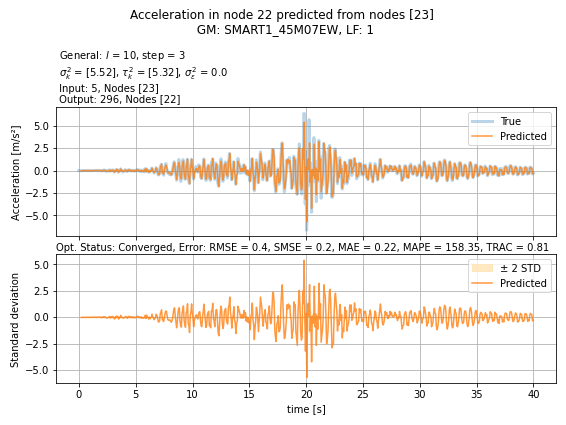 Acceleration in node 22 predicted from nodes [23]
GM: SMART1_45M07EW, LF: 1
General: l = 10, step = 3
σ²ₖ = [5.52], τ²ₖ = [5.32], σ²ε = 0.0
Input: 5, Nodes [23]
Output: 296, Nodes [22]
Acceleration [m/s²]
5.0
2.5
0.0
−2.5
−5.0
True
Predicted
Opt. Status: Converged, Error: RMSE = 0.4, SMSE = 0.2, MAE = 0.22, MAPE = 158.35, TRAC = 0.81
Standard deviation
5.0
2.5
0.0
−2.5
−5.0
± 2 STD
Predicted
0 5 10 15 20 25 30 35 40
time [s]